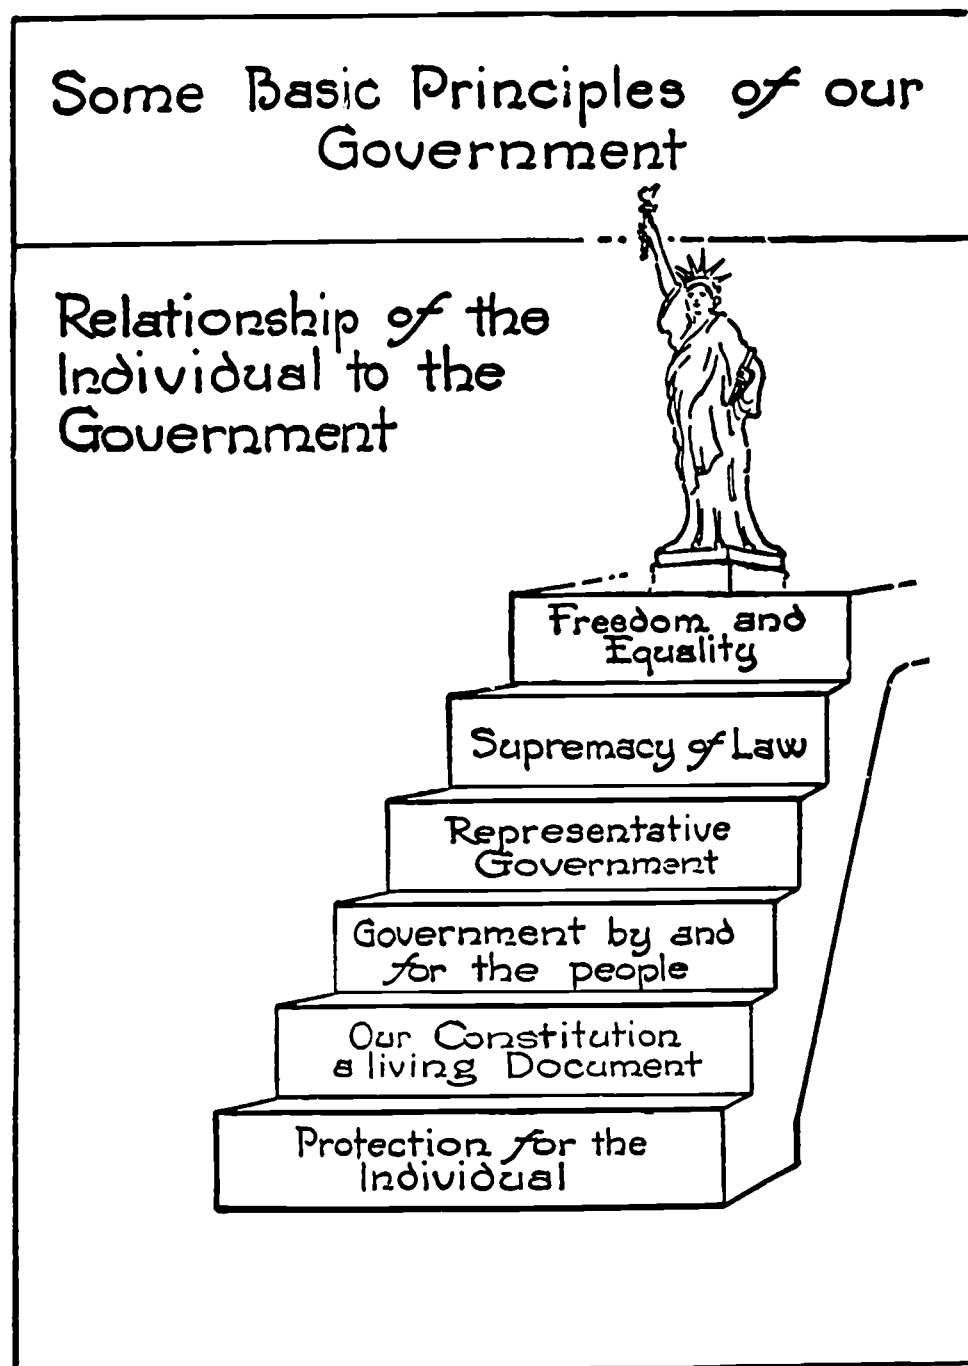 Some Basic Principles of our
Government
Relationship of the
Individual to the
Government
Freedom and
Equality
Supremacy of Law
Representative
Government
Government by and
for the people
Our Constitution
a living Document
Protection for the
Individual